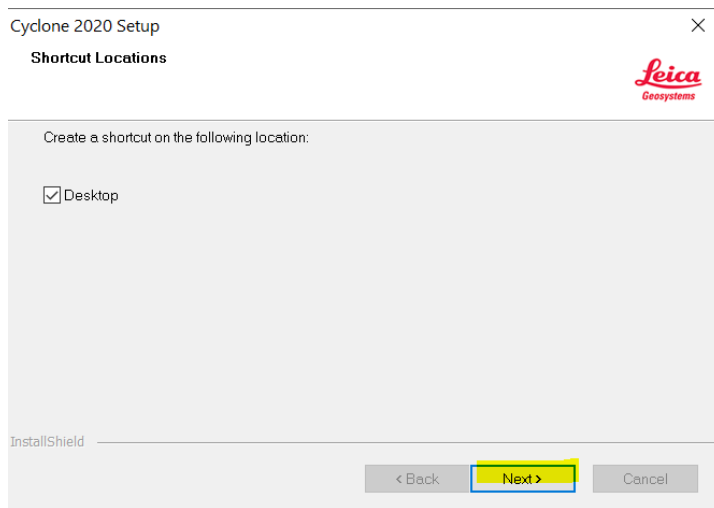 Cyclone 2020 Setup
Shortcut Locations
Leica
Geosystems
Create a shortcut on the following location:
Desktop
InstallShield
< Back
Next >
Cancel